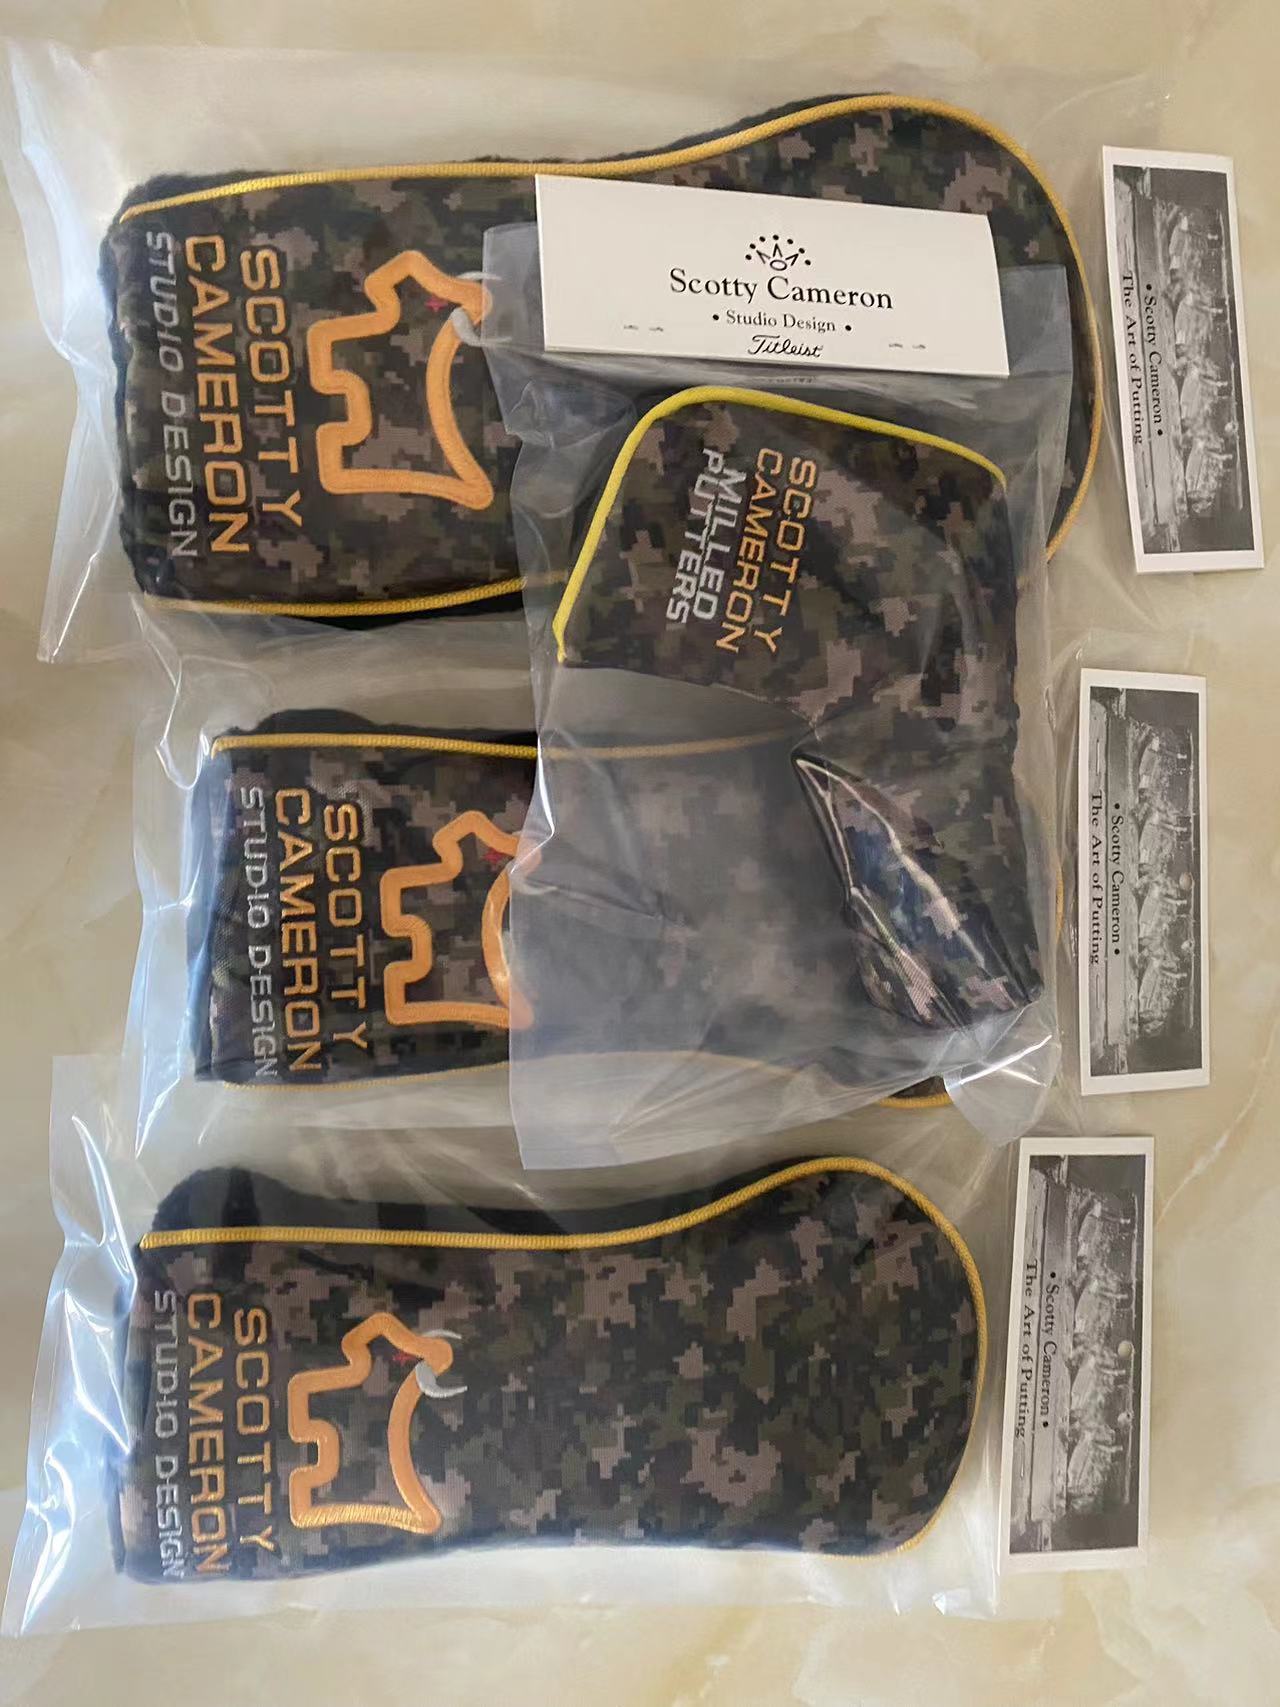 SCOTTY
CAMERON
STUDIO DESIGN
Scotty Cameron
• Studio Design •
Titleist
SCOTTY
CAMERON
MILLED
PUTTERS
• Scotty Cameron •
The Art of Putting
SCOTTY
CAMERON
STUDIO DESIGN
• Scotty Cameron •
The Art of Putting
SCOTTY
CAMERON
STUDIO DESIGN
• Scotty Cameron •
The Art of Putting